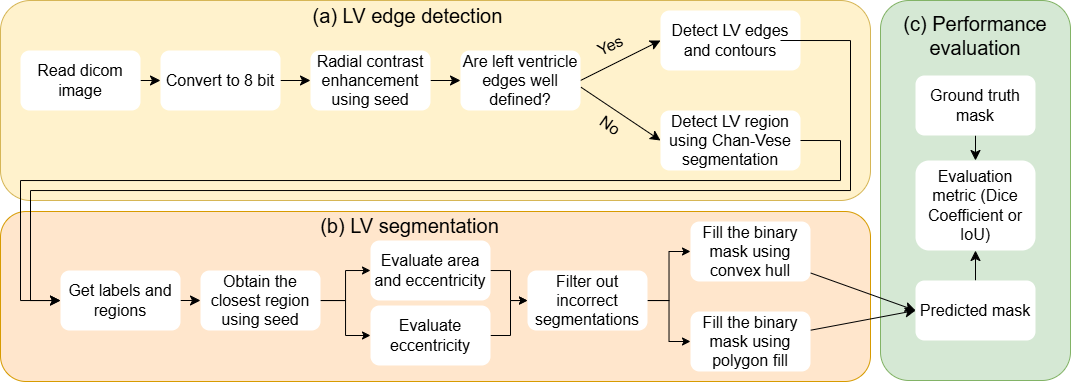 (a) LV edge detection
Read dicom
image
Convert to 8 bit
Radial contrast
enhancement
using seed
Are left ventricle
edges well
defined?
Yes
No
Detect LV edges
and contours
Detect LV region
using Chan-Vese
segmentation
(b) LV segmentation
Get labels and
regions
Obtain the
closest region
using seed
Evaluate area
and eccentricity
Evaluate
eccentricity
Filter out
incorrect
segmentations
Fill the binary
mask using
convex hull
Fill the binary
mask using
polygon fill
(c) Performance
evaluation
Ground truth
mask
Evaluation
metric (Dice
Coefficient or
IoU)
Predicted mask